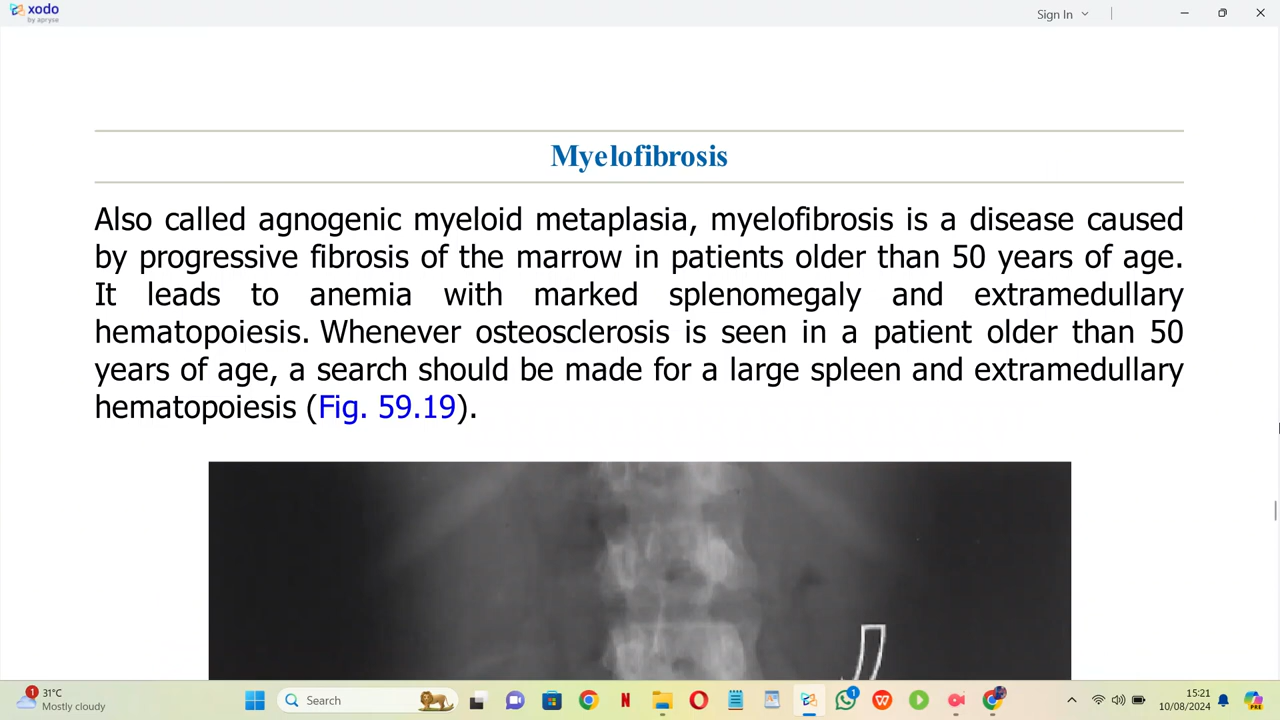 xodo
by apryse
Sign In
Myelofibrosis
Also called agnogenic myeloid metaplasia, myelofibrosis is a disease caused
by progressive fibrosis of the marrow in patients older than 50 years of age.
It leads to anemia with marked splenomegaly and extramedullary
hematopoiesis. Whenever osteosclerosis is seen in a patient older than 50
years of age, a search should be made for a large spleen and extramedullary
hematopoiesis (Fig. 59.19).
1
31°C
Mostly cloudy
Search
N
1
W
15:21
10/08/2024
PRE